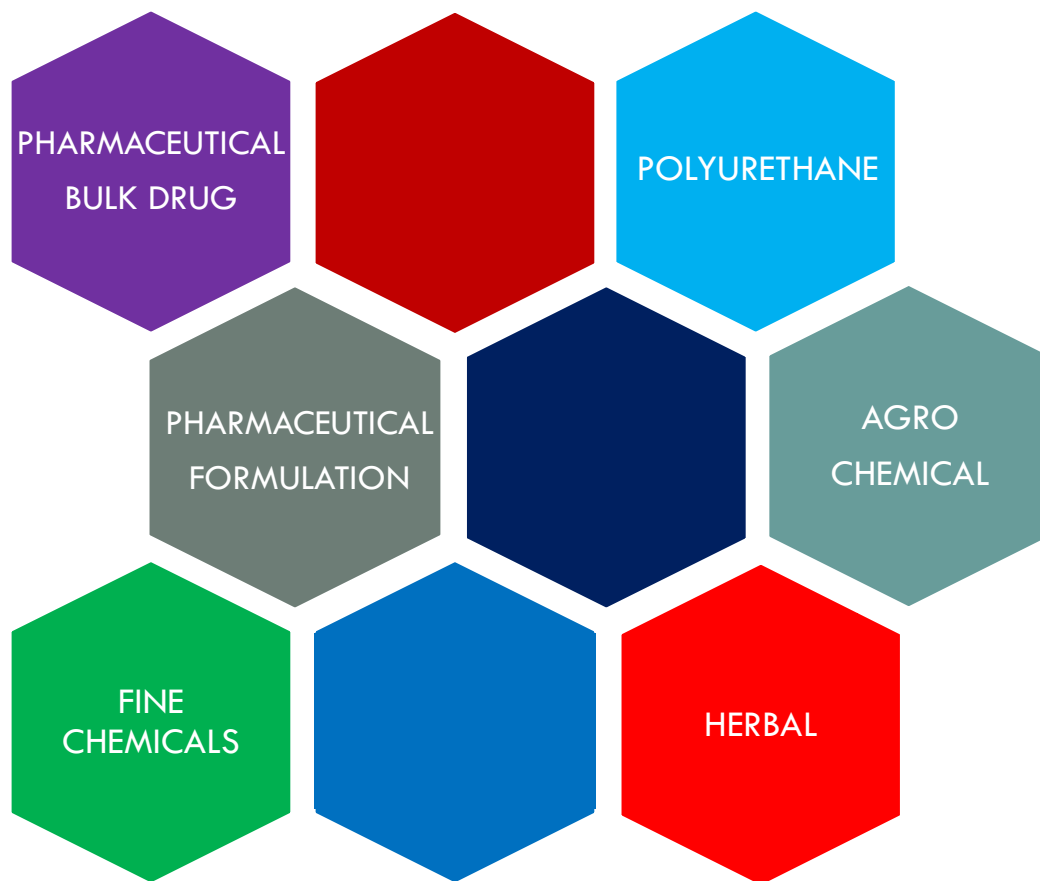 PHARMACEUTICAL
BULK DRUG
POLYURETHANE
PHARMACEUTICAL
FORMULATION
AGRO
CHEMICAL
FINE
CHEMICALS
HERBAL